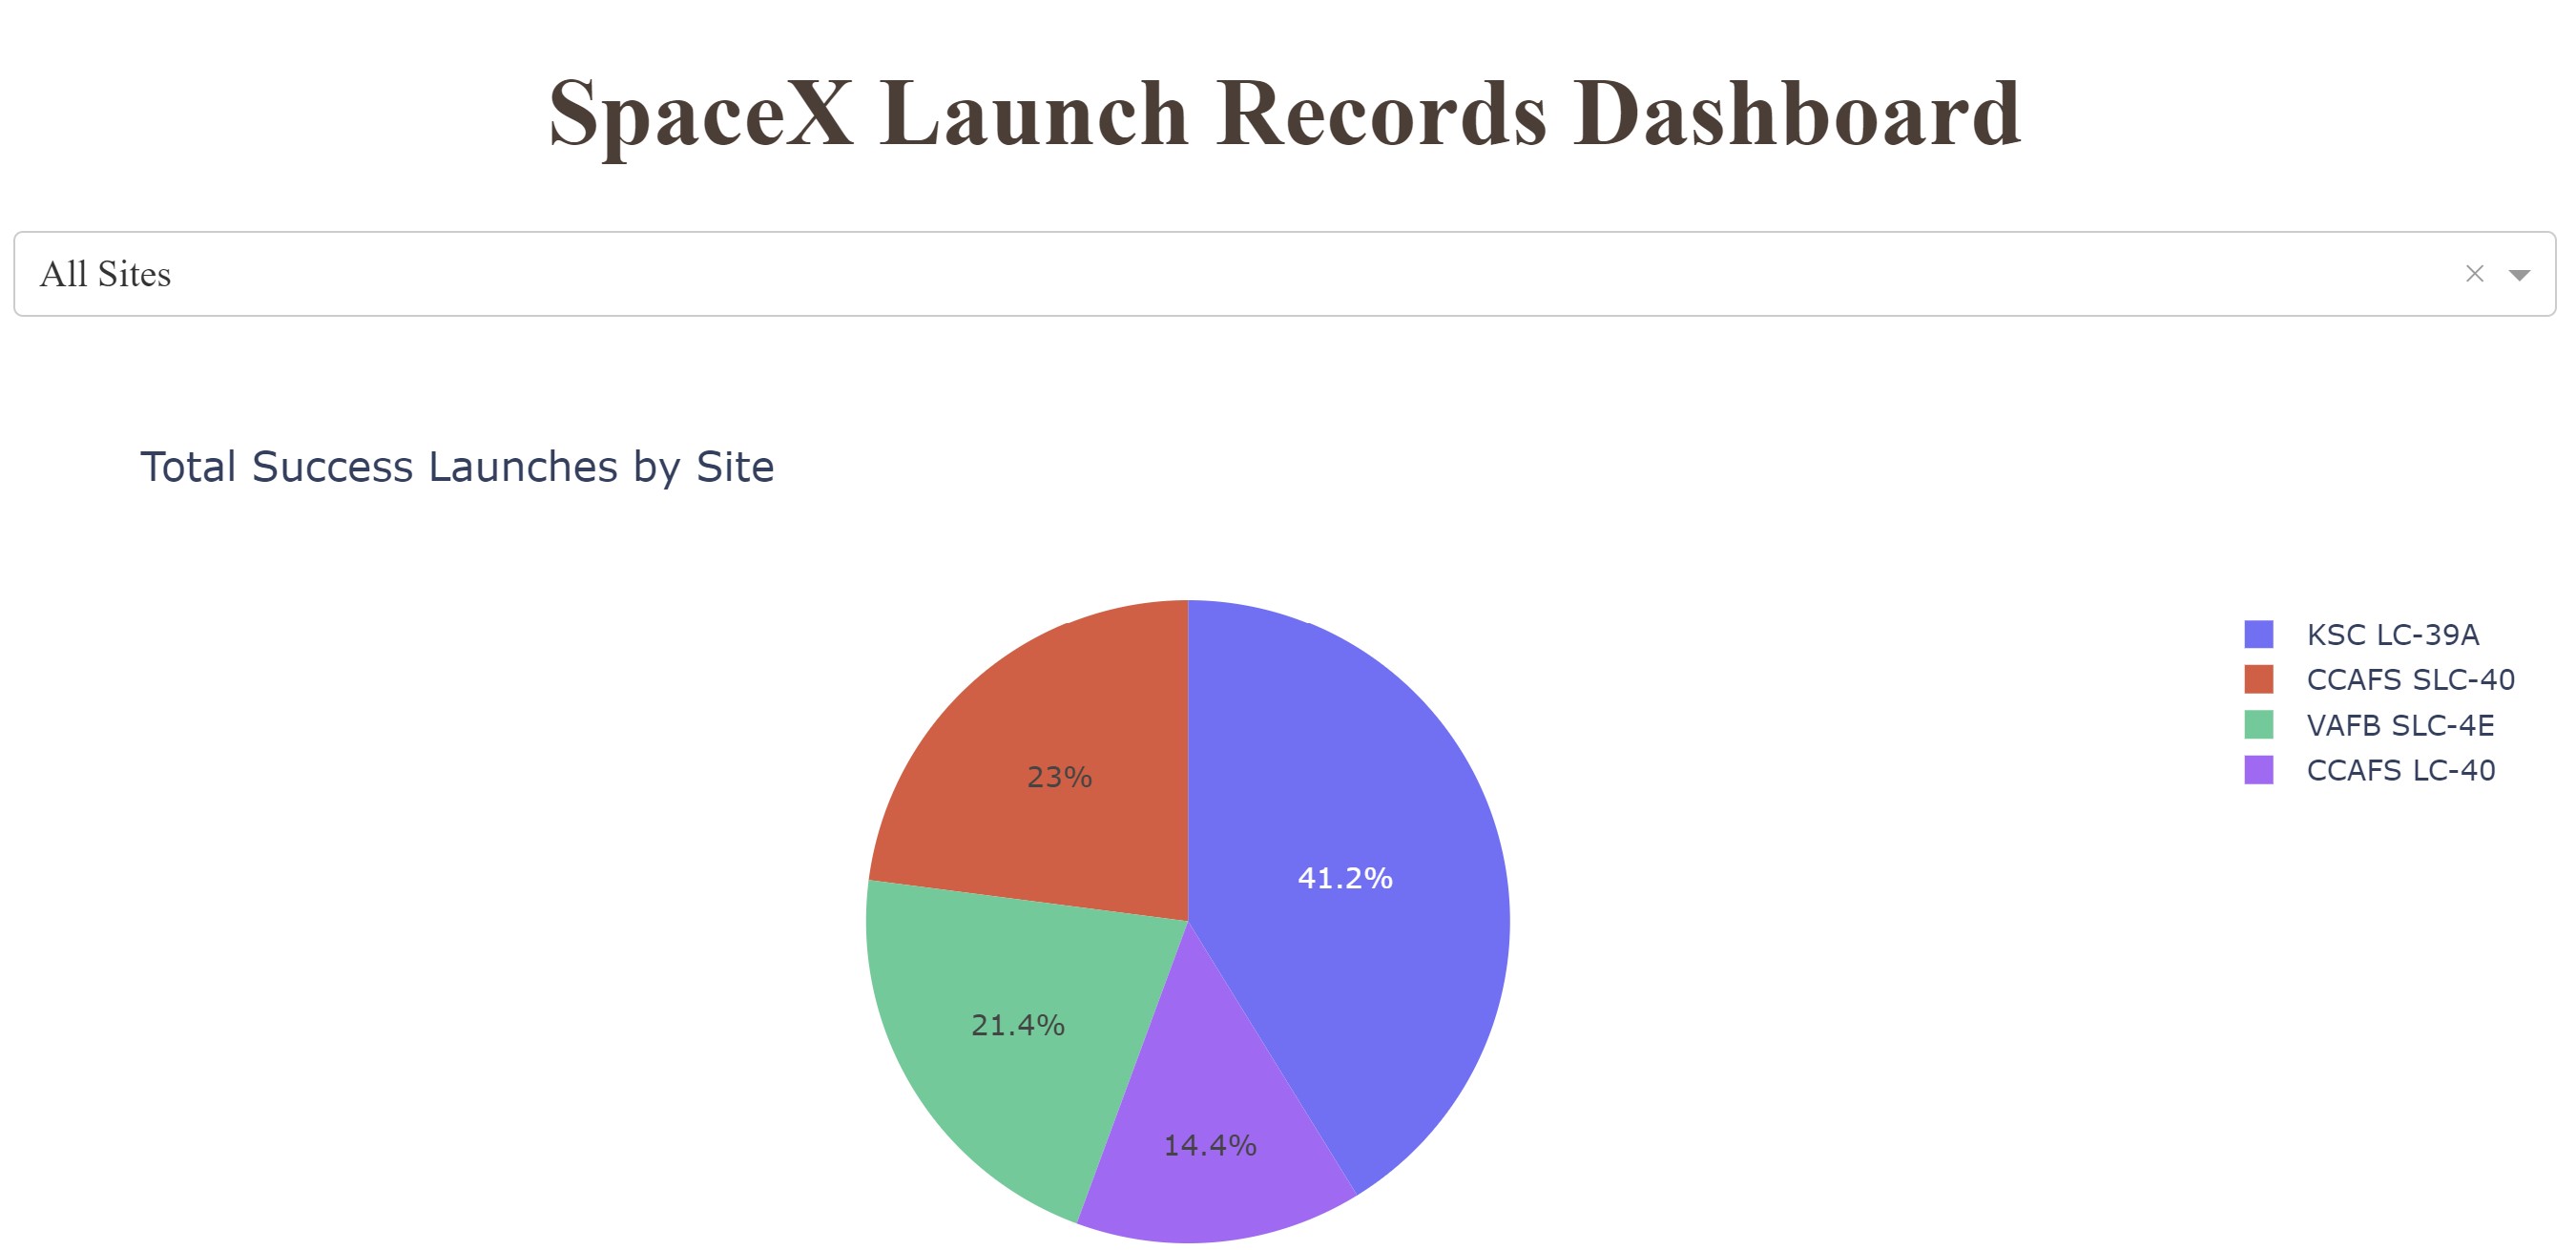 SpaceX Launch Records Dashboard
All Sites
Total Success Launches by Site
KSC LC-39A
CCAFS SLC-40
VAFB SLC-4E
CCAFS LC-40
23%
41.2%
21.4%
14.4%